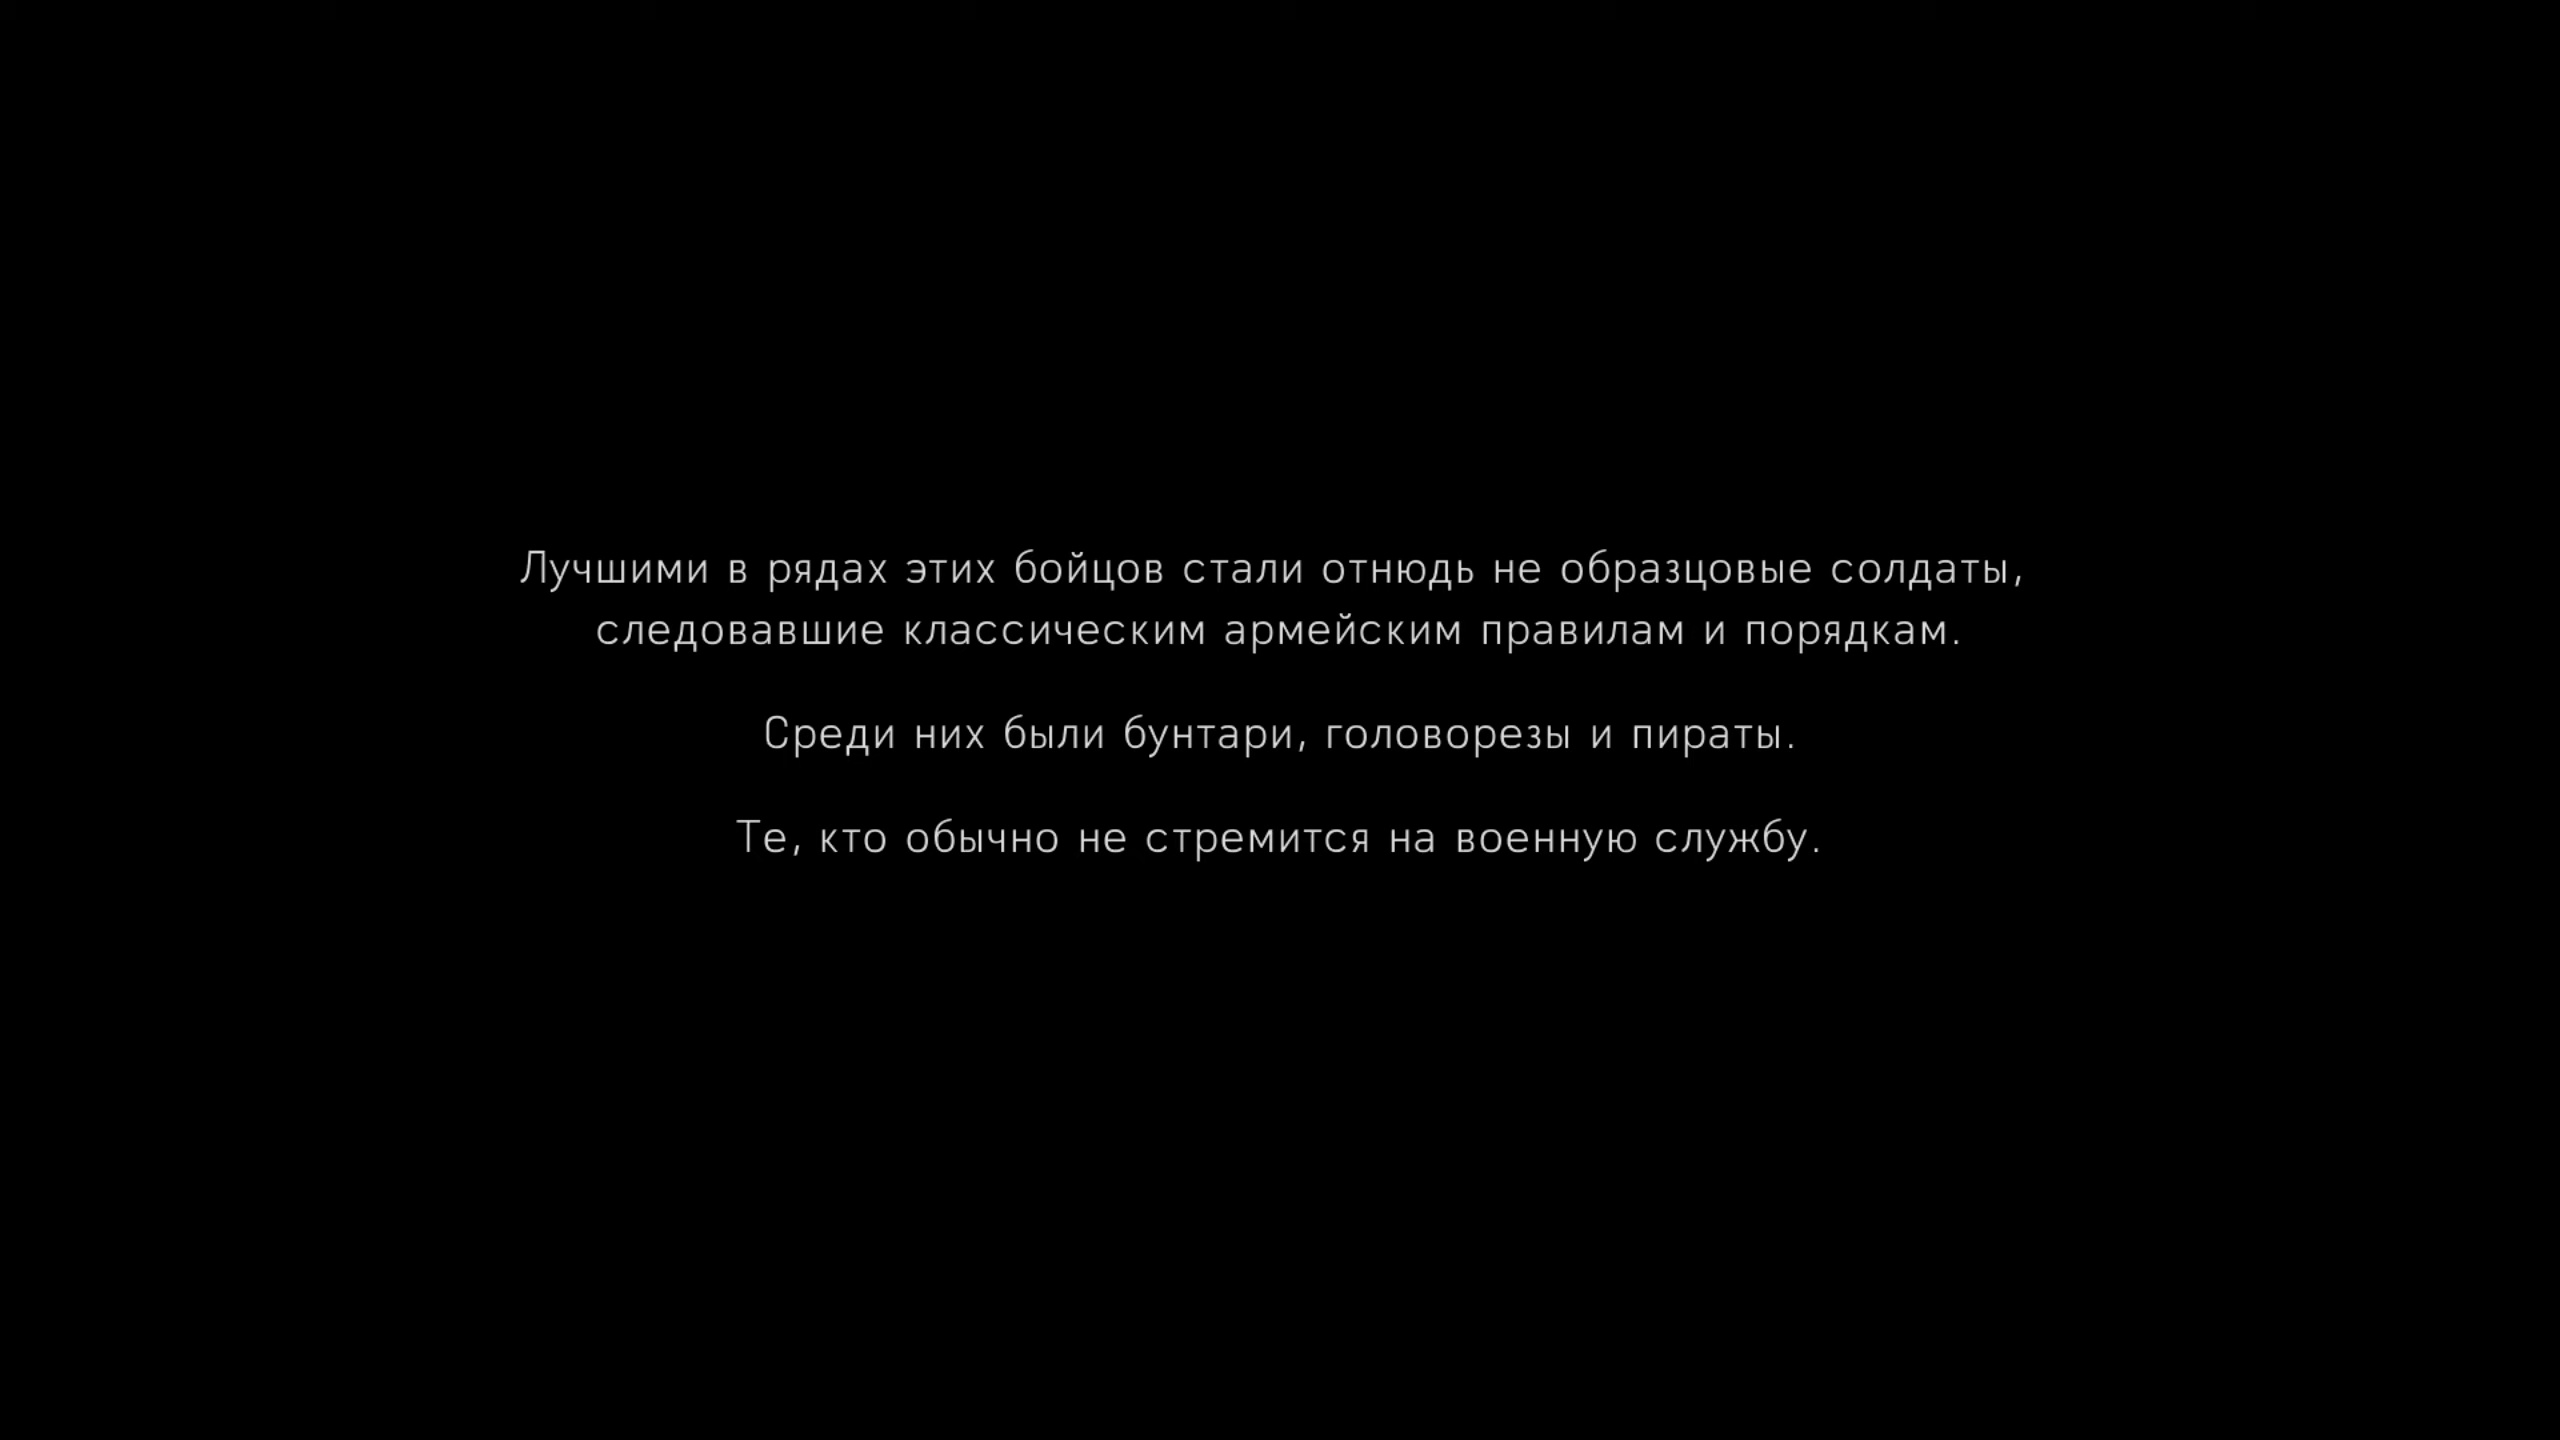 Лучшими в рядах этих бойцов стали отнюдь не образцовые солдаты,
следовавшие классическим армейским правилам и порядкам.
Среди них были бунтари, головорезы и пираты.
Те, кто обычно не стремится на военную службу.